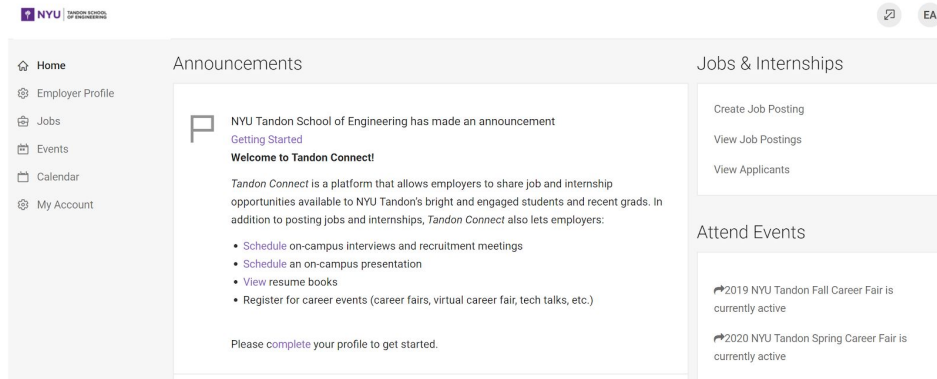 NYU TANDON SCHOOL
OF ENGINEERING
EA
Home
Employer Profile
Jobs
Events
Calendar
My Account
Announcements
NYU Tandon School of Engineering has made an announcement
Getting Started
Welcome to Tandon Connect!
Tandon Connect is a platform that allows employers to share job and internship
opportunities available to NYU Tandon's bright and engaged students and recent grads. In
addition to posting jobs and internships, Tandon Connect also lets employers:
• Schedule on-campus interviews and recruitment meetings
• Schedule an on-campus presentation
• View resume books
• Register for career events (career fairs, virtual career fair, tech talks, etc.)
Please complete your profile to get started.
Jobs & Internships
Create Job Posting
View Job Postings
View Applicants
Attend Events
2019 NYU Tandon Fall Career Fair is
currently active
2020 NYU Tandon Spring Career Fair is
currently active